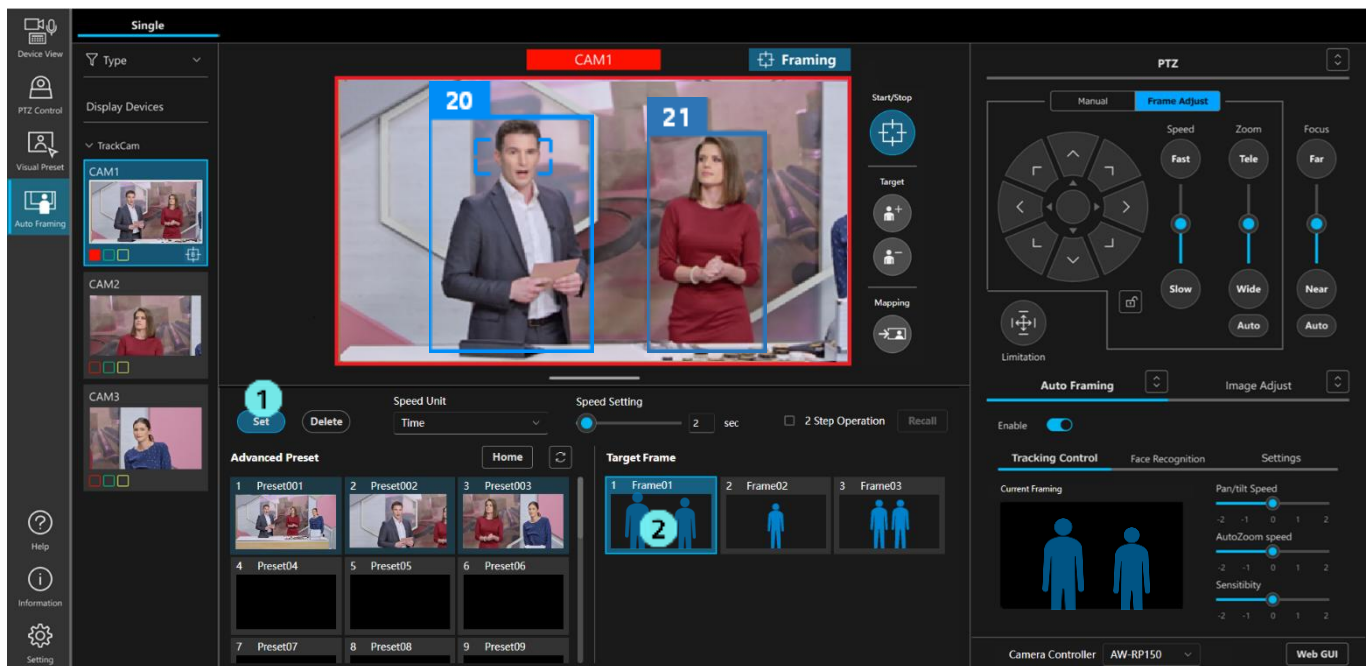 Single
Device View
PTZ Control
Visual Preset
Auto Framing
Help
Information
Setting
Type
Display Devices
TrackCam
CAM1
CAM2
CAM3
CAM1
Framing
20
21
Start/Stop
Target
Mapping
1
Set
Delete
Speed Unit
Time
Speed Setting
2 sec
2 Step Operation
Recall
Advanced Preset
Home
1 Preset001
2 Preset002
3 Preset003
4 Preset04
5 Preset05
6 Preset06
7 Preset07
8 Preset08
9 Preset09
Target Frame
1 Frame01
2 Frame02
3 Frame03
2
PTZ
Manual
Frame Adjust
Speed
Zoom
Focus
Fast
Tele
Far
Slow
Wide
Near
Auto
Auto
Limitation
Auto Framing
Image Adjust
Enable
Tracking Control
Face Recognition
Settings
Current Framing
Pan/tilt Speed
-2 -1 0 1 2
AutoZoom speed
-2 -1 0 1 2
Sensitibity
-2 -1 0 1 2
Camera Controller
AW-RP150
Web GUI